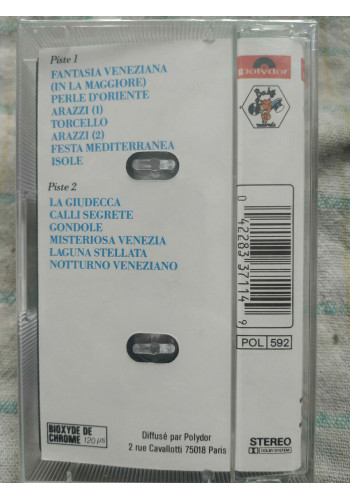 Piste 1
FANTASIA VENEZIANA
(IN LA MAGGIORE)
PERLE D'ORIENTE
ARAZZI (1)
TORCELLO
ARAZZI (2)
FESTA MEDITERRANEA
ISOLE
Piste 2
LA GIUDECCA
CALLI SEGRETE
GONDOLE
MISTERIOSA VENEZIA
LAGUNA STELLATA
NOTTURNO VENEZIANO
BIOXYDE DE
CHROME 120 µs
Diffusé par Polydor
2 rue Cavallotti 75018 Paris
polydor
0 42283 37114 9
POL 592
STEREO
DOLBY SYSTEM